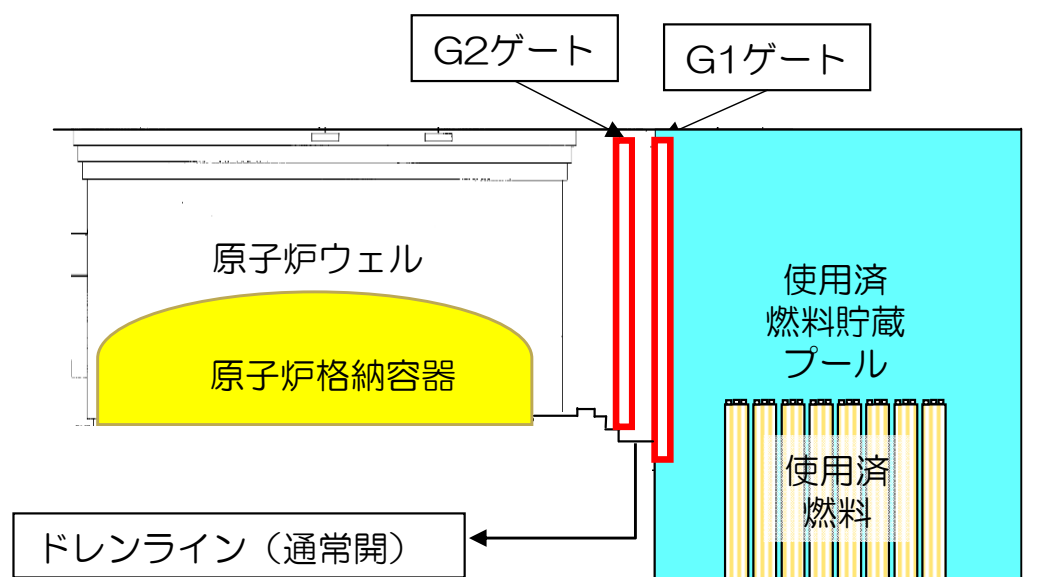 G2ゲート
G1ゲート
原子炉ウェル
原子炉格納容器
使用済
燃料貯蔵
プール
使用済
燃料
ドレンライン（通常開）